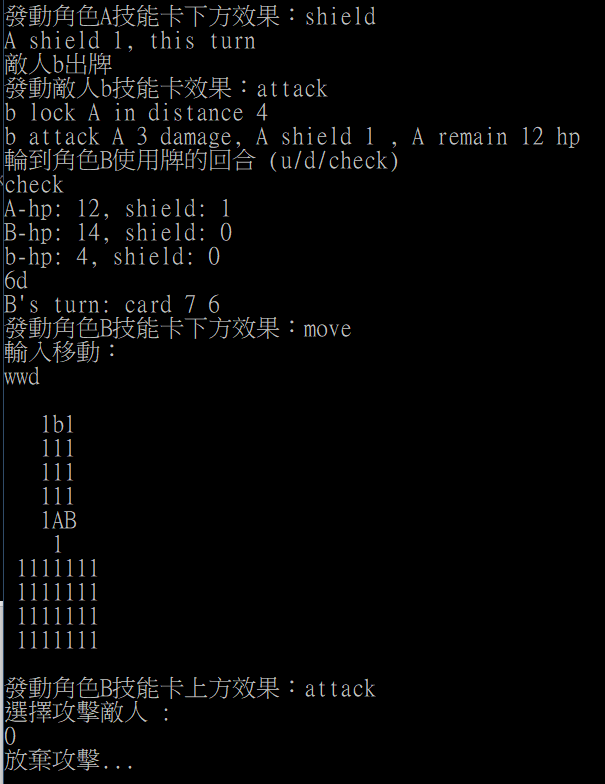 發動角色A技能卡下方效果：shield
A shield 1, this turn
敵人b出牌
發動敵人b技能卡效果：attack
b lock A in distance 4
b attack A 3 damage, A shield 1 , A remain 12 hp
輪到角色B使用牌的回合 (u/d/check)
check
A-hp: 12, shield: 1
B-hp: 14, shield: 0
b-hp: 4, shield: 0
6d
B's turn: card 7 6
發動角色B技能卡下方效果：move
輸入移動：
wwd
1b1
111
111
111
1AB
1
1111111
1111111
1111111
1111111
發動角色B技能卡上方效果：attack
選擇攻擊敵人 :
0
放棄攻擊...